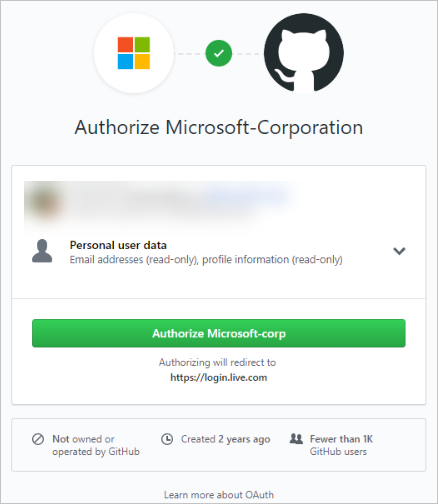 Authorize Microsoft-Corporation
Personal user data
Email addresses (read-only), profile information (read-only)
Authorize Microsoft-corp
Authorizing will redirect to
https://login.live.com
Not owned or
operated by GitHub
Created 2 years ago
Fewer than 1K
GitHub users
Learn more about OAuth